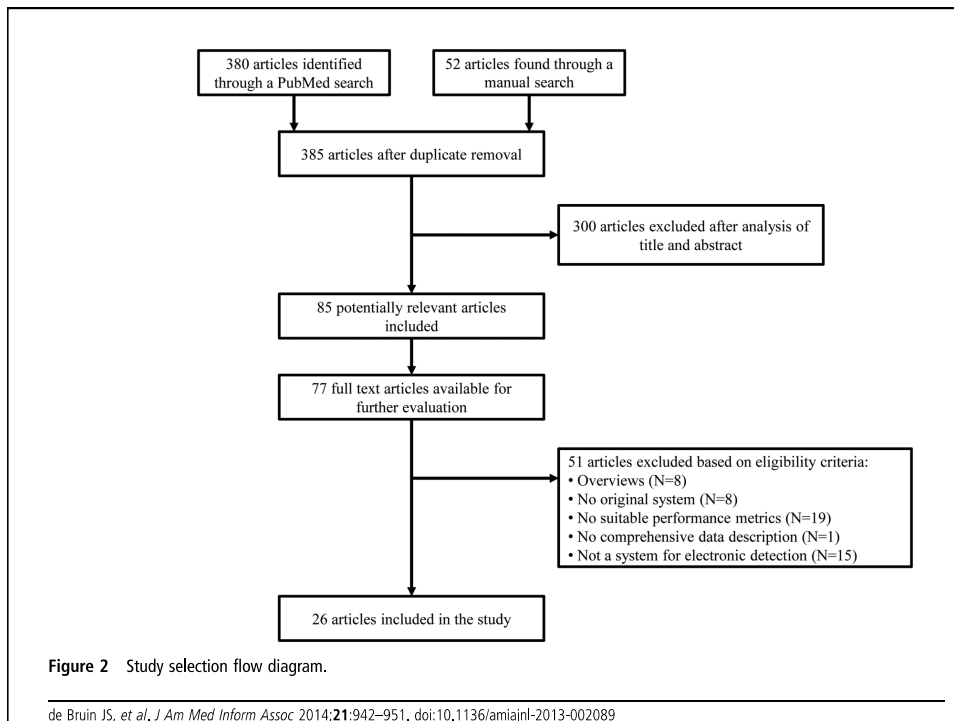 380 articles identified
through a PubMed search
52 articles found through a
manual search
385 articles after duplicate removal
300 articles excluded after analysis of
title and abstract
85 potentially relevant articles
included
77 full text articles available for
further evaluation
51 articles excluded based on eligibility criteria:
• Overviews (N=8)
• No original system (N=8)
• No suitable performance metrics (N=19)
• No comprehensive data description (N=1)
• Not a system for electronic detection (N=15)
26 articles included in the study
Figure 2 Study selection flow diagram.
de Bruin JS, et al. J Am Med Inform Assoc 2014;21:942–951. doi:10.1136/amiajnl-2013-002089